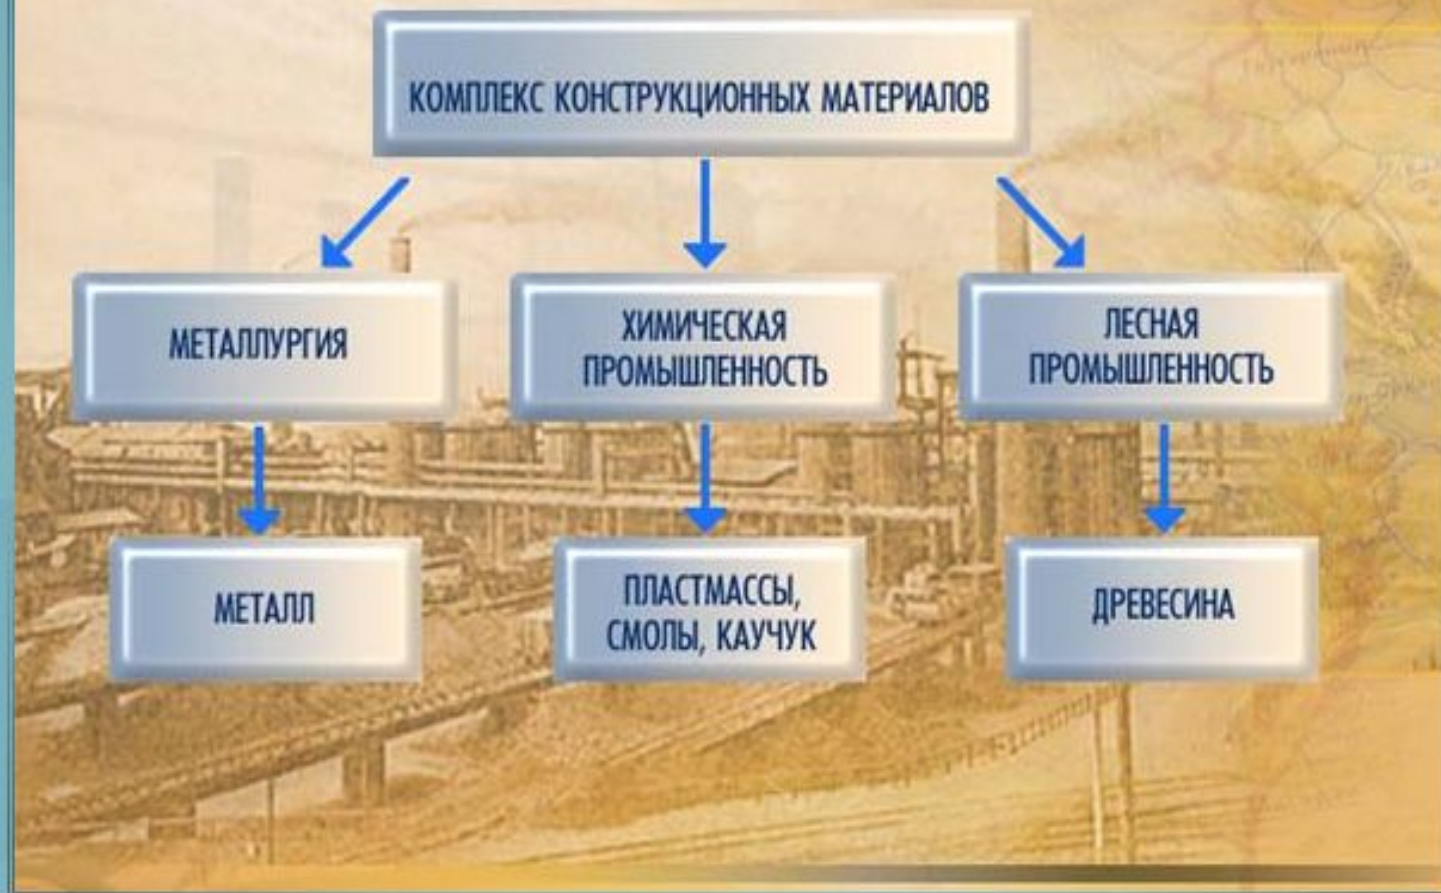 КОМПЛЕКС КОНСТРУКЦИОННЫХ МАТЕРИАЛОВ
МЕТАЛЛУРГИЯ
ХИМИЧЕСКАЯ
ПРОМЫШЛЕННОСТЬ
ЛЕСНАЯ
ПРОМЫШЛЕННОСТЬ
МЕТАЛЛ
ПЛАСТМАССЫ,
СМОЛЫ, КАУЧУК
ДРЕВЕСИНА